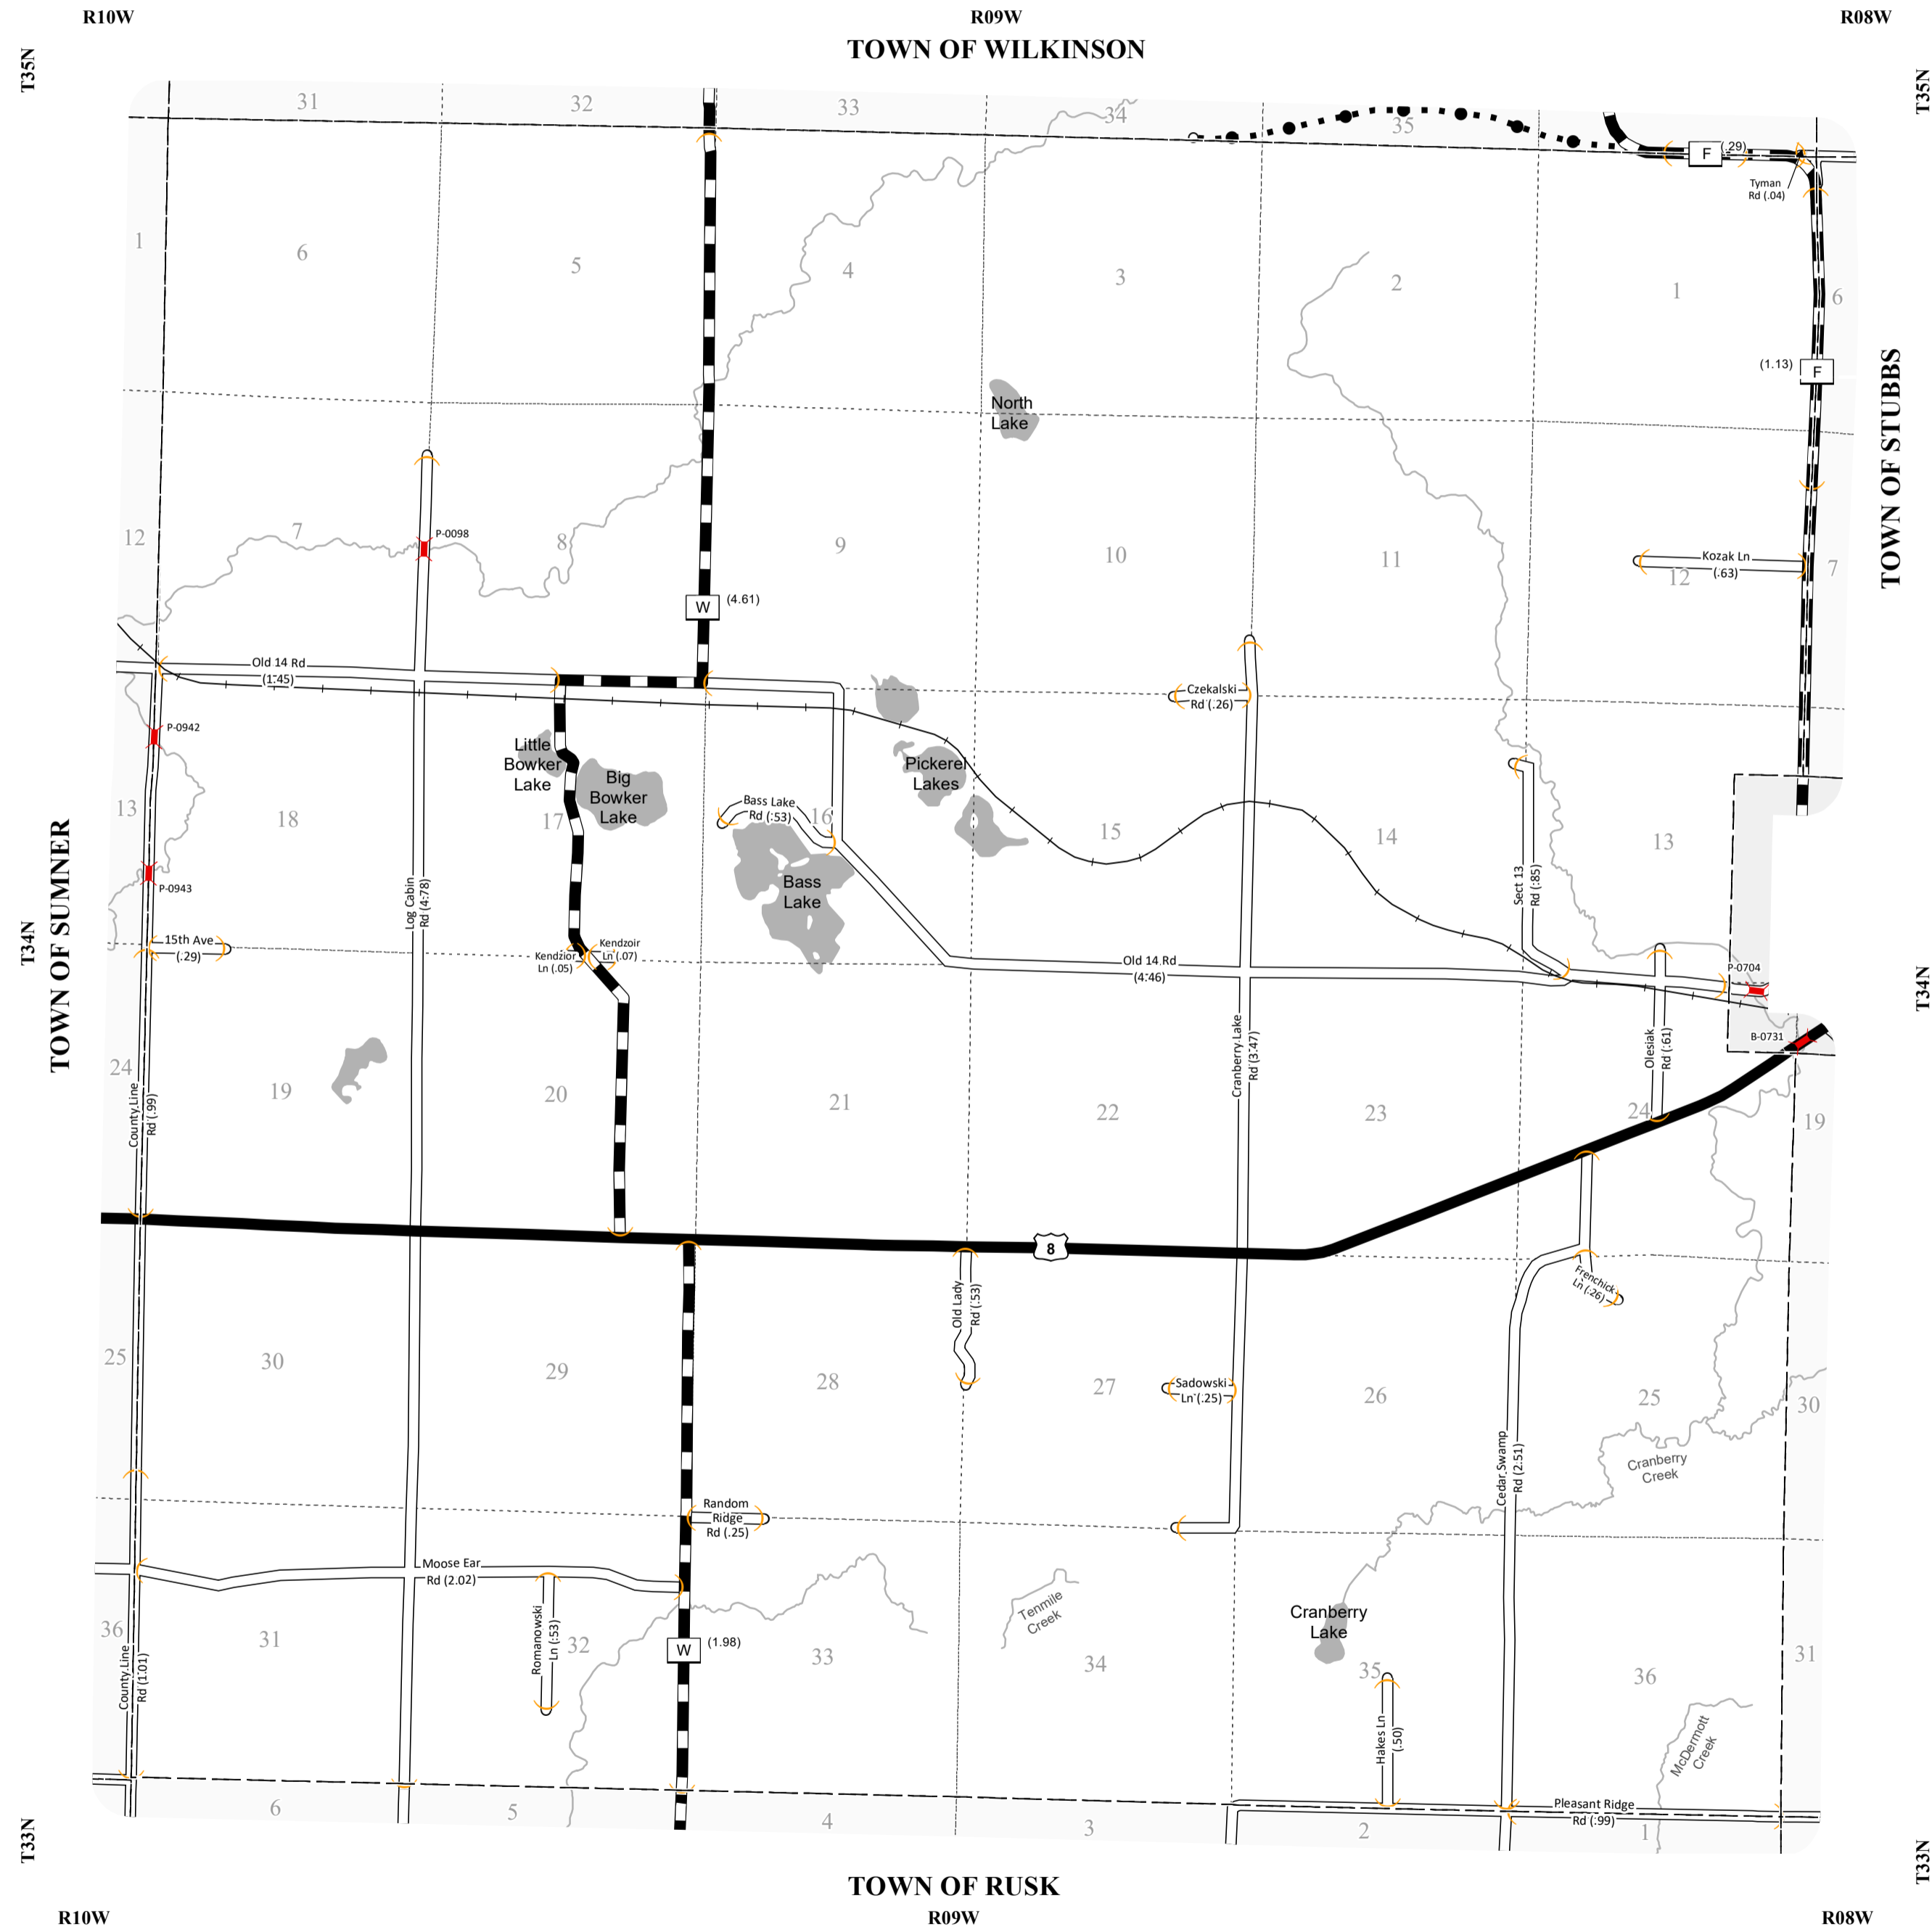 R10W
R09W
R08W
TOWN OF WILKINSON
T35N
T35N
31
32
33
34
35
F
(.29)
Tyman
Rd (.04)
1
6
5
4
3
2
1
6
(1.13)
F
North
Lake
TOWN OF STUBBS
12
7
P-0098
8
9
10
11
Kozak Ln
(.63)
12
7
W
(4.61)
Old 14 Rd
(1.45)
Czekalski
Rd (.26)
P-0942
Little
Bowker
Lake
Big
Bowker
Lake
Pickerel
Lakes
13
18
17
Bass Lake
Rd (.53)
16
15
14
13
P-0943
Bass
Lake
Log Cabin
Rd (4.78)
Sect 13
Rd (.85)
TOWN OF SUMNER
T34N
T34N
15th Ave
(.29)
Kendzior
Ln (.05)
Kendzoir
Ln (.07)
Old 14 Rd
(4.46)
P-0704
B-0731
24
19
20
21
22
23
24
19
County Line
Rd (.99)
Cranberry Lake
Rd (3.47)
Olesiak
Rd (.61)
8
Old Lady
Rd (.53)
Frenchick
Ln (.26)
25
30
29
28
27
26
25
30
Sadowski
Ln (.25)
Cedar Swamp
Rd (2.51)
Cranberry
Creek
Random
Ridge
Rd (.25)
Moose Ear
Rd (2.02)
36
31
Romanowski
Ln (.53)
32
W
(1.98)
33
Tenmile
Creek
34
Cranberry
Lake
35
36
31
County Line
Rd (1.01)
Hakes Ln
(.50)
McDermott
Creek
Pleasant Ridge
Rd (.99)
6
5
4
3
2
1
T33N
T33N
TOWN OF RUSK
R10W
R09W
R08W